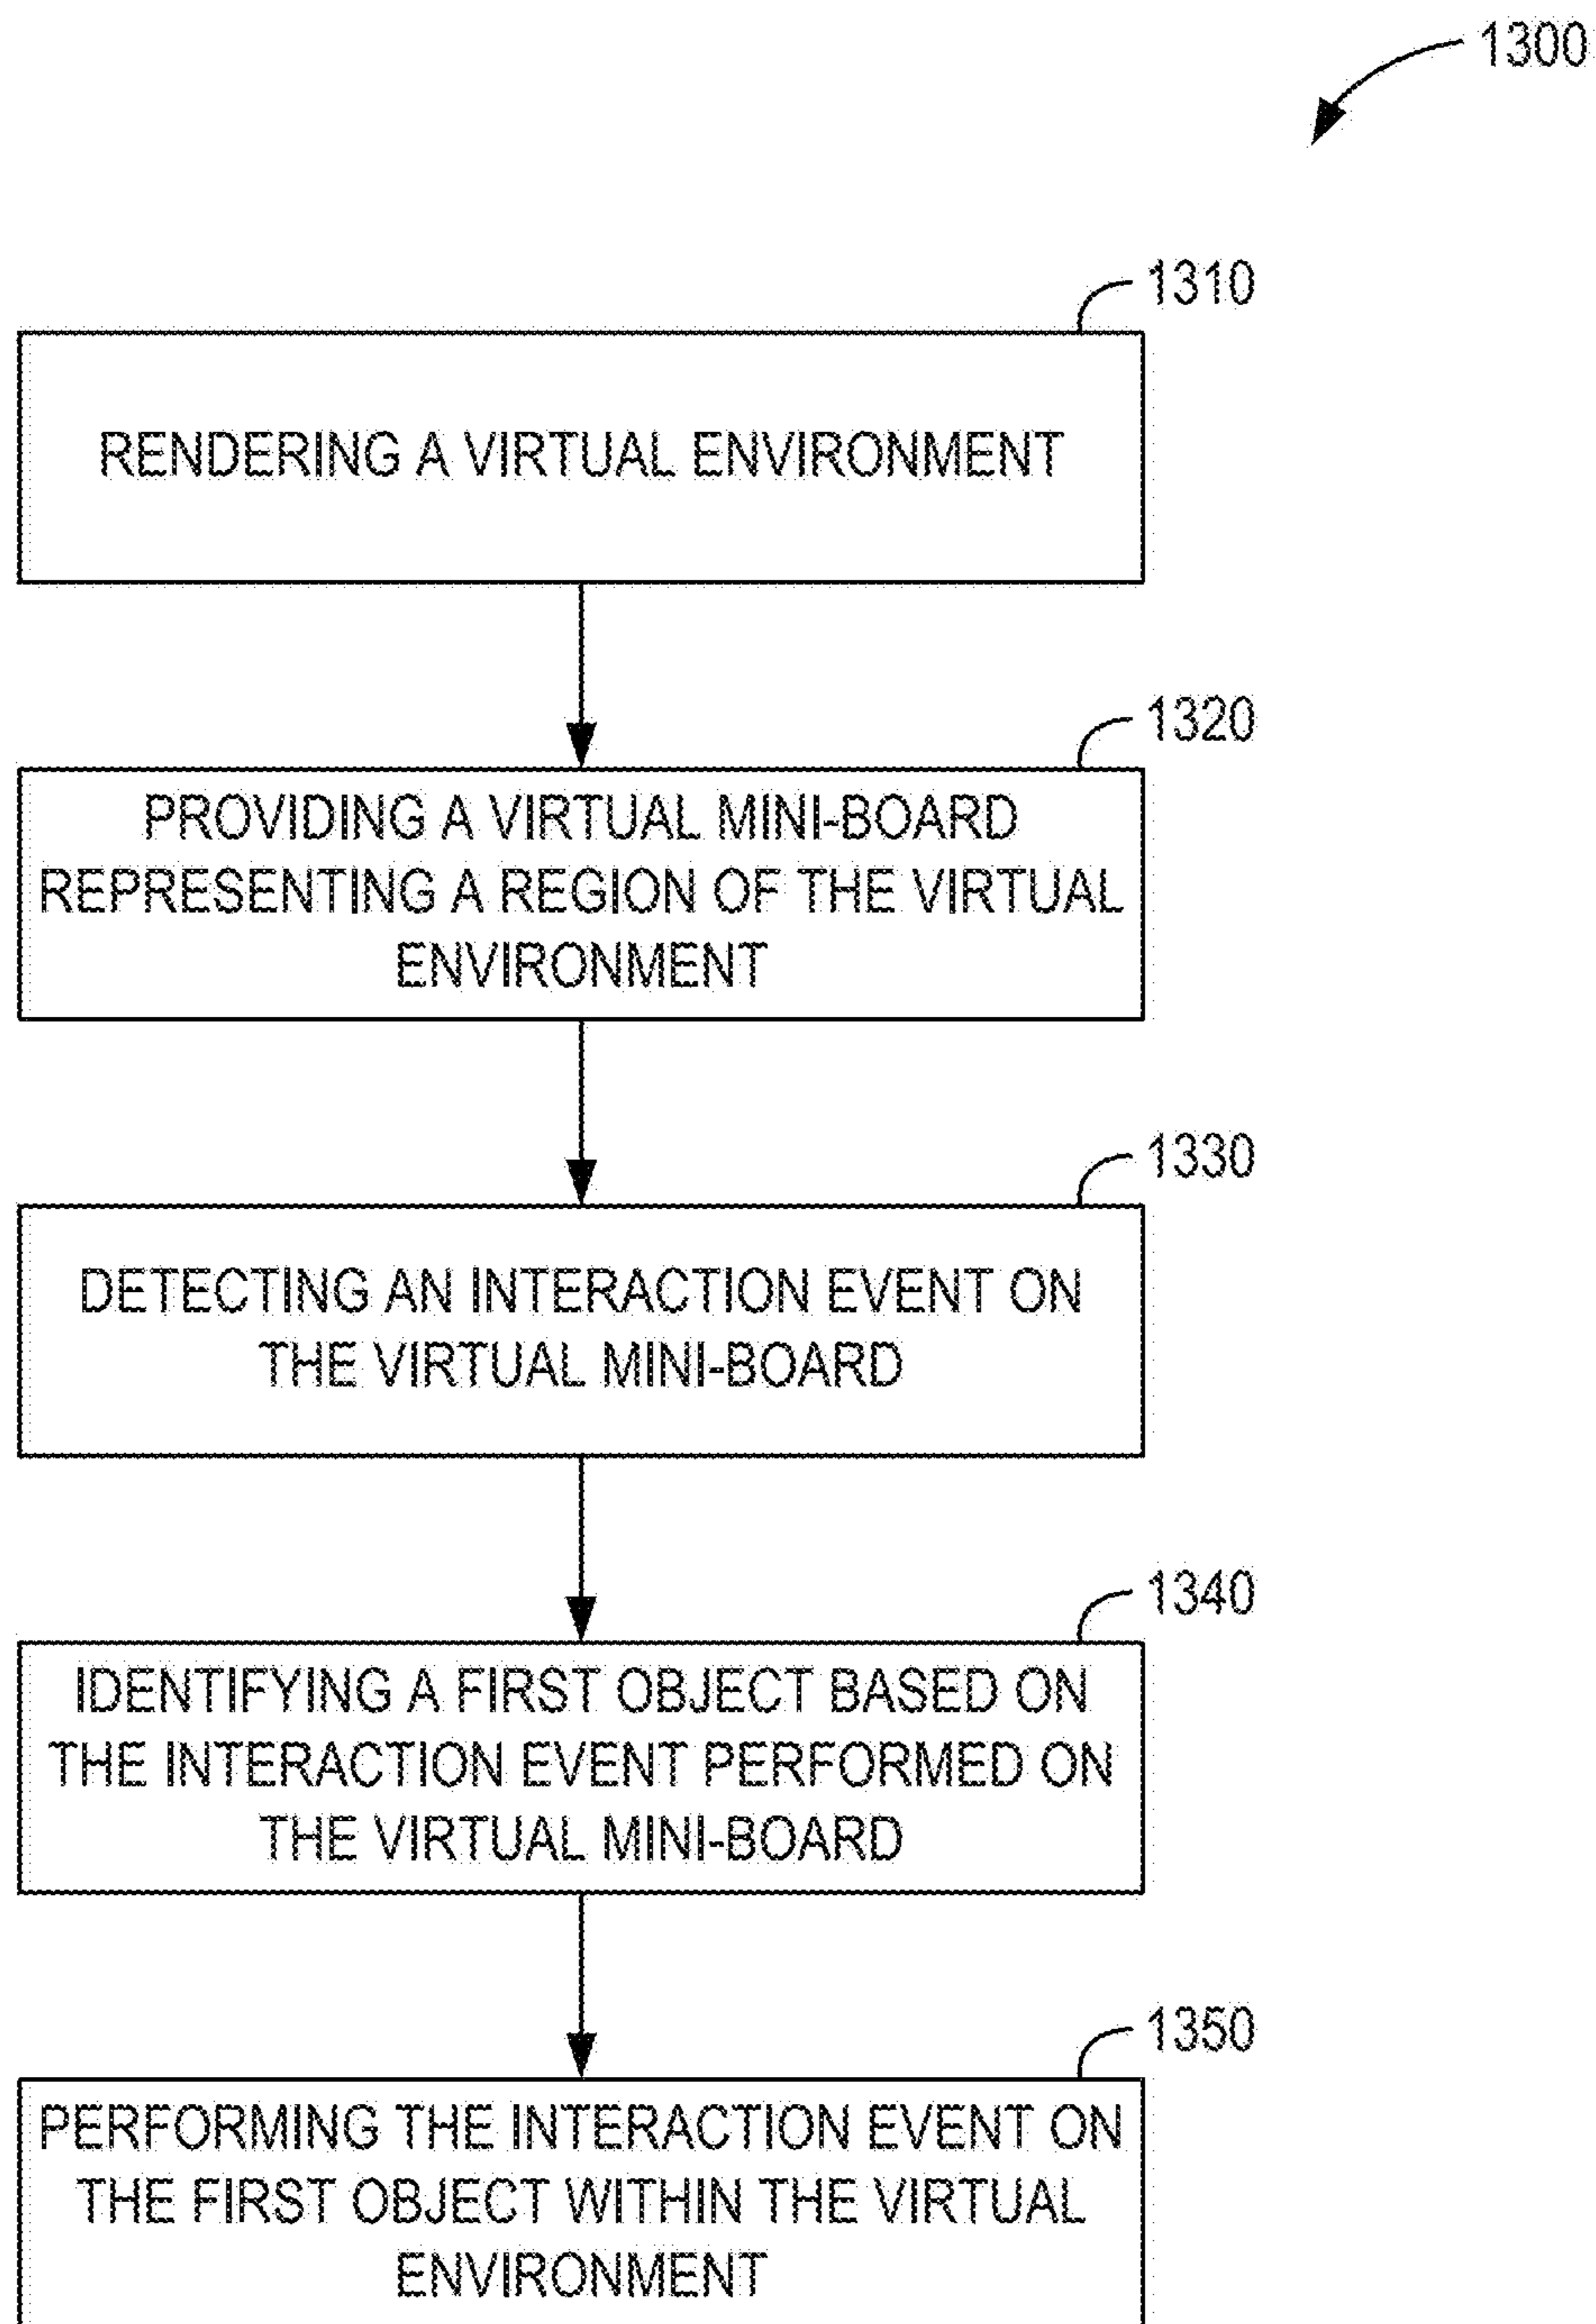 1300
1310
RENDERING A VIRTUAL ENVIRONMENT
1320
PROVIDING A VIRTUAL MINI-BOARD
REPRESENTING A REGION OF THE VIRTUAL
ENVIRONMENT
1330
DETECTING AN INTERACTION EVENT ON
THE VIRTUAL MINI-BOARD
1340
IDENTIFYING A FIRST OBJECT BASED ON
THE INTERACTION EVENT PERFORMED ON
THE VIRTUAL MINI-BOARD
1350
PERFORMING THE INTERACTION EVENT ON
THE FIRST OBJECT WITHIN THE VIRTUAL
ENVIRONMENT